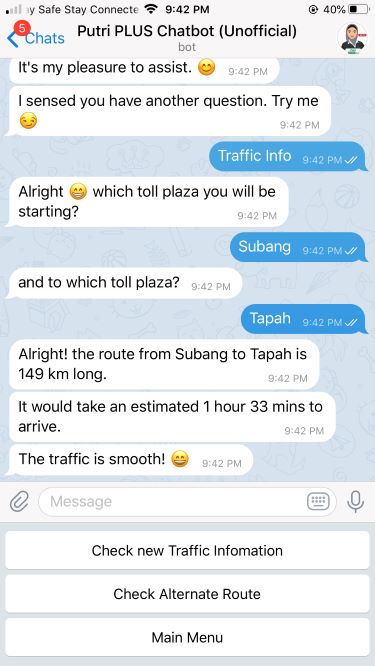 y Safe Stay Connecte 9:42 PM 40%
5
Chats
Putri PLUS Chatbot (Unofficial)
bot
It's my pleasure to assist. 😊 9:42 PM
I sensed you have another question. Try me
😏 9:42 PM
Traffic Info 9:42 PM
Alright 😁 which toll plaza you will be
starting? 9:42 PM
Subang 9:42 PM
and to which toll plaza? 9:42 PM
Tapah 9:42 PM
Alright! the route from Subang to Tapah is
149 km long. 9:42 PM
It would take an estimated 1 hour 33 mins to
arrive. 9:42 PM
The traffic is smooth! 😄 9:42 PM
Message
Check new Traffic Infomation
Check Alternate Route
Main Menu